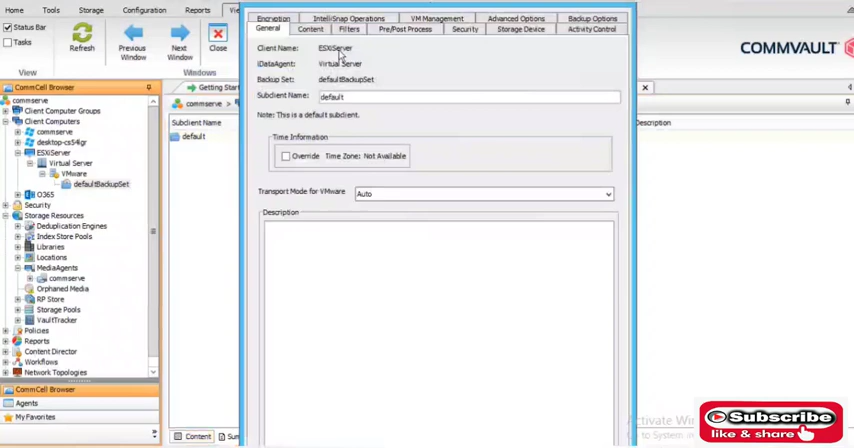 Home Tools Storage Configuration Reports
Status Bar
Tasks
View
Refresh
Previous Window
Next Window
Close
Windows
COMMVAULT
CommCell Browser
commserve
Client Computer Groups
Client Computers
commserve
desktop-cs54lgr
ESXiServer
Virtual Server
VMware
defaultBackupSet
O365
Security
Storage Resources
Deduplication Engines
Index Store Pools
Libraries
Locations
MediaAgents
commserve
Orphaned Media
RP Store
Storage Pools
VaultTracker
Policies
Reports
Content Director
Workflows
Tools
CommCell Browser
Agents
My Favorites
Getting Star
commserve >
Subclient Name
default
Content
Encryption IntelliSnap Operations VM Management Advanced Options Backup Options
General Content Filters Pre/Post Process Security Storage Device Activity Control
Client Name: ESXiServer
iDataAgent: Virtual Server
Backup Set: defaultBackupSet
Subclient Name: default
Note: This is a default subclient.
Time Information
Override Time Zone: Not Available
Transport Mode for VMware Auto
Description
Description
Subscribe
like & share